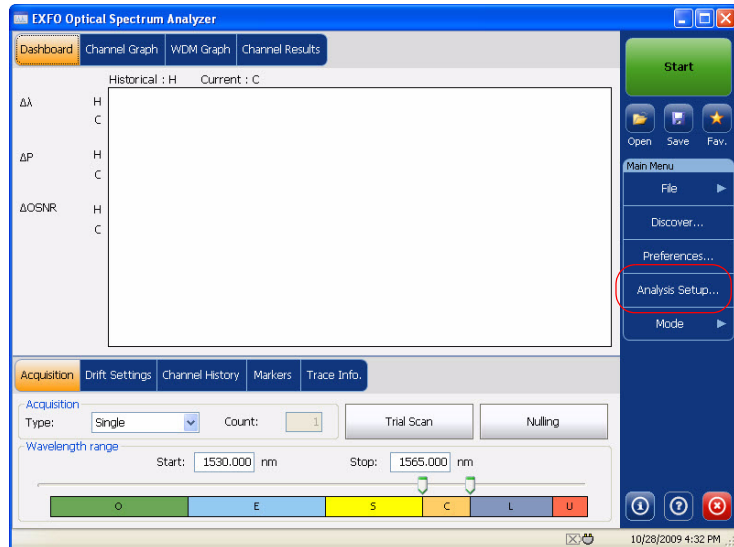 EXFO Optical Spectrum Analyzer
Dashboard Channel Graph WDM Graph Channel Results
Historical : H Current : C
Δλ H
C
ΔP H
C
ΔOSNR H
C
Start
Open Save Fav.
Main Menu
File
Discover...
Preferences...
Analysis Setup...
Mode
Acquisition Drift Settings Channel History Markers Trace Info.
Acquisition
Type: Single Count: 1 Trial Scan Nulling
Wavelength range
Start: 1530.000 nm Stop: 1565.000 nm
O E S C L U
10/28/2009 4:32 PM